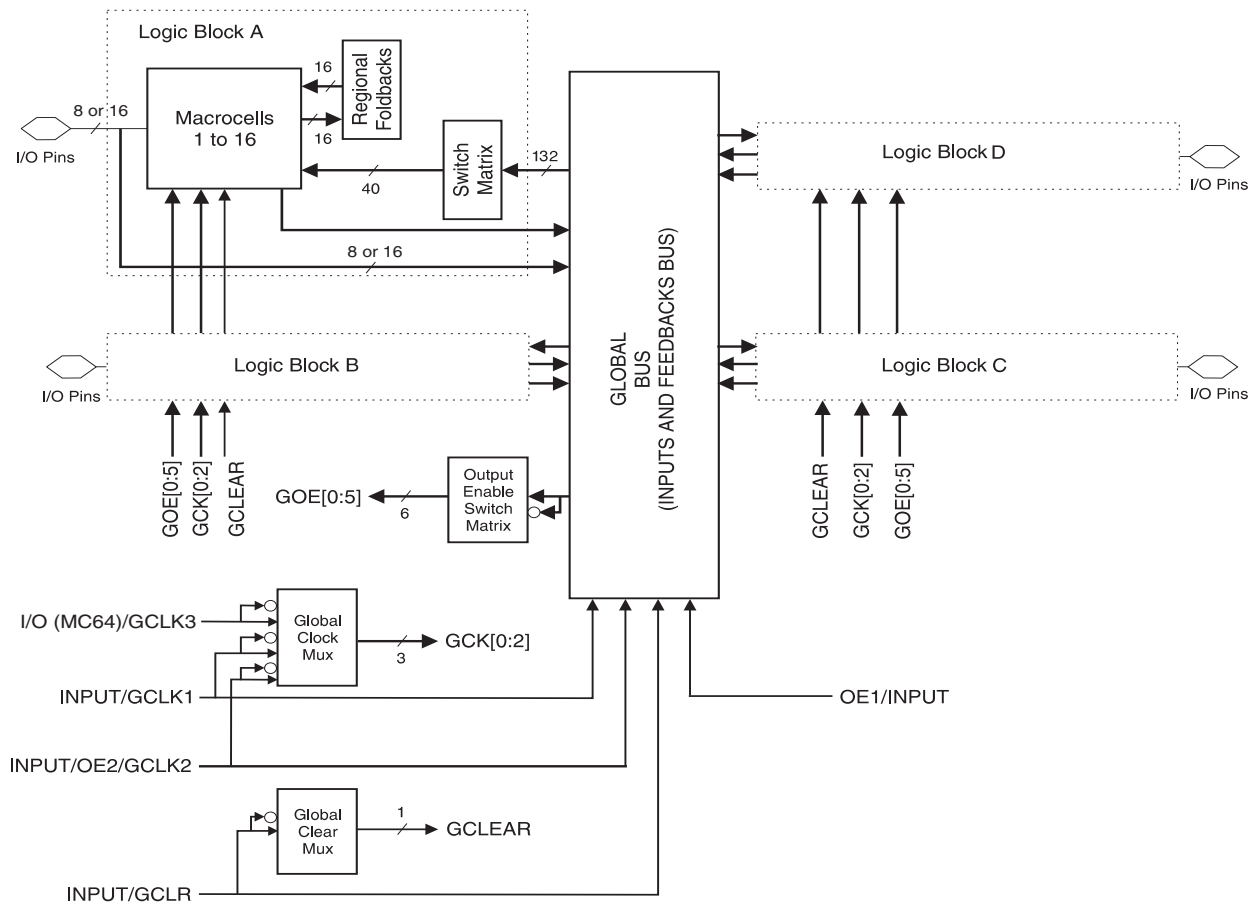 Logic Block A
16
Regional
Foldbacks
16
Macrocells
1 to 16
8 or 16
I/O Pins
Switch
Matrix
132
40
8 or 16
Logic Block D
I/O Pins
GLOBAL
BUS
(INPUTS AND FEEDBACKS BUS)
Logic Block B
I/O Pins
Logic Block C
I/O Pins
GOE[0:5]
GCK[0:2]
GCLEAR
GCLEAR
GCK[0:2]
GOE[0:5]
GOE[0:5]
6
Output
Enable
Switch
Matrix
I/O (MC64)/GCLK3
Global
Clock
Mux
3
GCK[0:2]
INPUT/GCLK1
OE1/INPUT
INPUT/OE2/GCLK2
Global
Clear
Mux
1
GCLEAR
INPUT/GCLR